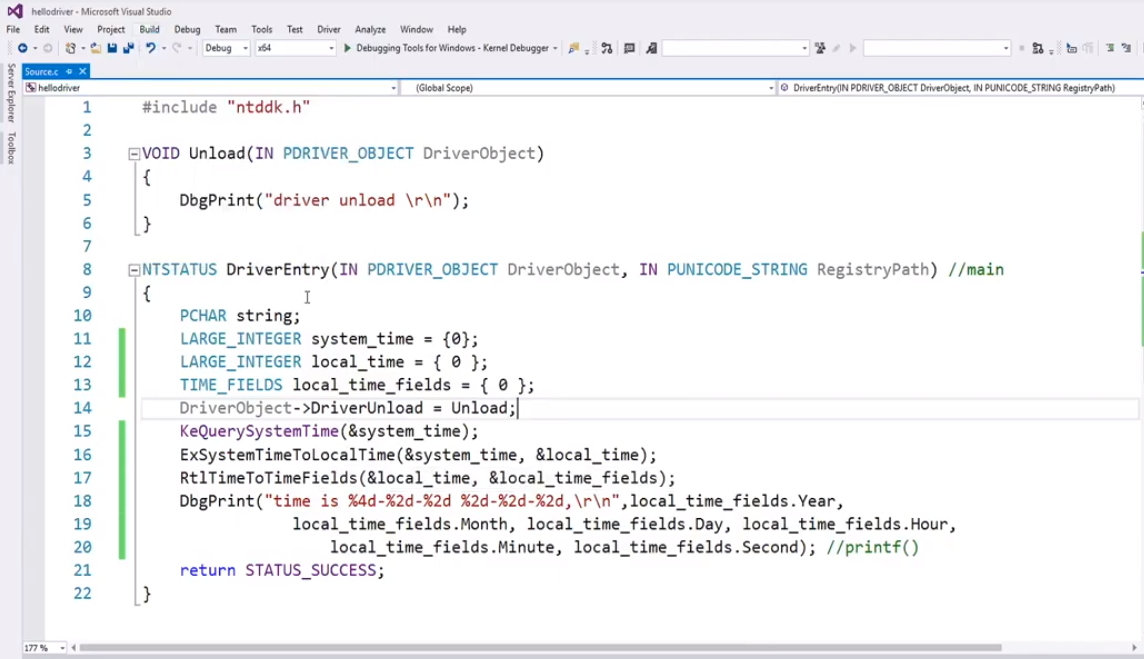 hellodriver - Microsoft Visual Studio
File Edit View Project Build Debug Team Tools Test Driver Analyze Window Help
Debug x64 Debugging Tools for Windows - Kernel Debugger
Server Explorer
Toolbox
Source.c
hellodriver (Global Scope) DriverEntry(IN PDRIVER_OBJECT DriverObject, IN PUNICODE_STRING RegistryPath)
1 #include "ntddk.h"
2
3 VOID Unload(IN PDRIVER_OBJECT DriverObject)
4 {
5 DbgPrint("driver unload \r\n");
6 }
7
8 NTSTATUS DriverEntry(IN PDRIVER_OBJECT DriverObject, IN PUNICODE_STRING RegistryPath) //main
9 {
10 PCHAR string;
11 LARGE_INTEGER system_time = {0};
12 LARGE_INTEGER local_time = { 0 };
13 TIME_FIELDS local_time_fields = { 0 };
14 DriverObject->DriverUnload = Unload;
15 KeQuerySystemTime(&system_time);
16 ExSystemTimeToLocalTime(&system_time, &local_time);
17 RtlTimeToTimeFields(&local_time, &local_time_fields);
18 DbgPrint("time is %4d-%2d-%2d %2d-%2d-%2d,\r\n",local_time_fields.Year,
19 local_time_fields.Month, local_time_fields.Day, local_time_fields.Hour,
20 local_time_fields.Minute, local_time_fields.Second); //printf()
21 return STATUS_SUCCESS;
22 }
177 %